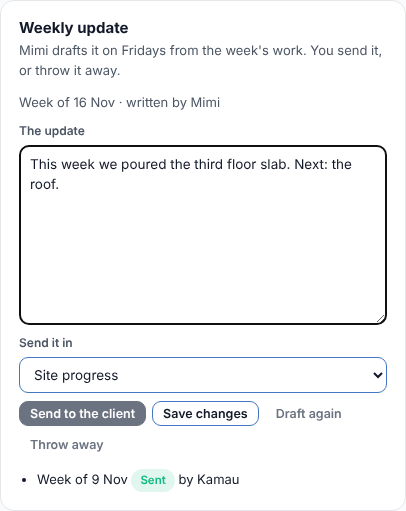 Weekly update
Mimi drafts it on Fridays from the week's work. You send it,
or throw it away.
Week of 16 Nov · written by Mimi
The update
This week we poured the third floor slab. Next: the
roof.
Send it in
Site progress
Send to the client
Save changes
Draft again
Throw away
Week of 9 Nov Sent by Kamau